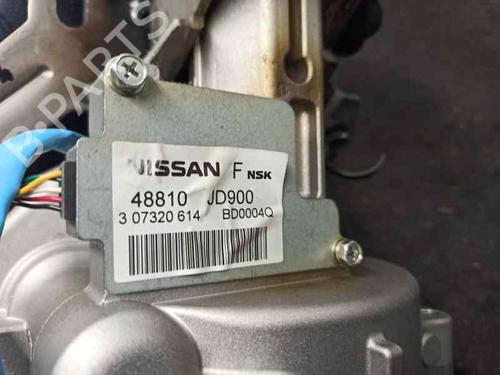 B-PARTS
NISSAN F NSK
48810 JD900
3 07320 614 BD0004Q